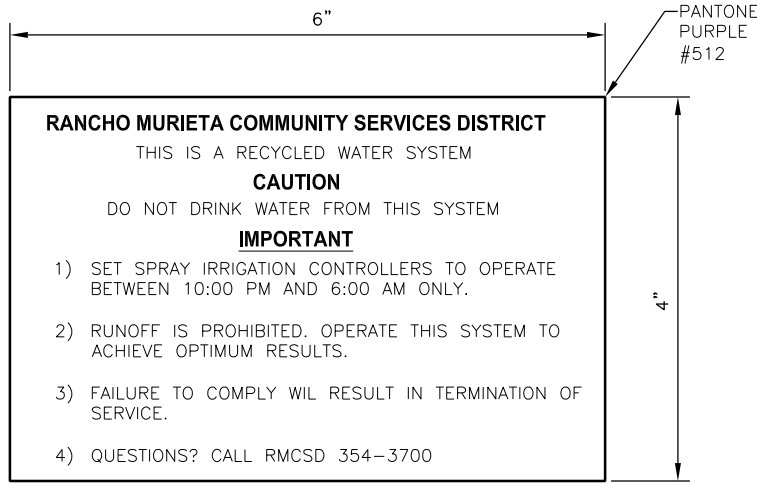 6"
PANTONE
PURPLE
#512
RANCHO MURIETA COMMUNITY SERVICES DISTRICT
THIS IS A RECYCLED WATER SYSTEM
CAUTION
DO NOT DRINK WATER FROM THIS SYSTEM
IMPORTANT
1) SET SPRAY IRRIGATION CONTROLLERS TO OPERATE
BETWEEN 10:00 PM AND 6:00 AM ONLY.
2) RUNOFF IS PROHIBITED. OPERATE THIS SYSTEM TO
ACHIEVE OPTIMUM RESULTS.
3) FAILURE TO COMPLY WIL RESULT IN TERMINATION OF
SERVICE.
4) QUESTIONS? CALL RMCSD 354-3700
4"